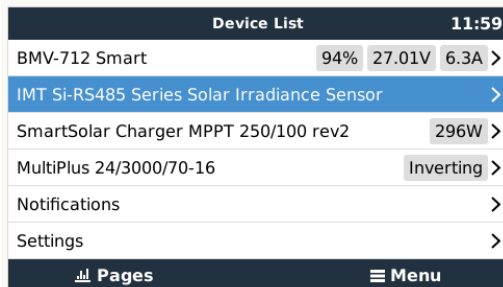 Device List 11:59
BMV-712 Smart 94% 27.01V 6.3A
IMT Si-RS485 Series Solar Irradiance Sensor
SmartSolar Charger MPPT 250/100 rev2 296W
MultiPlus 24/3000/70-16 Inverting
Notifications
Settings
Pages Menu